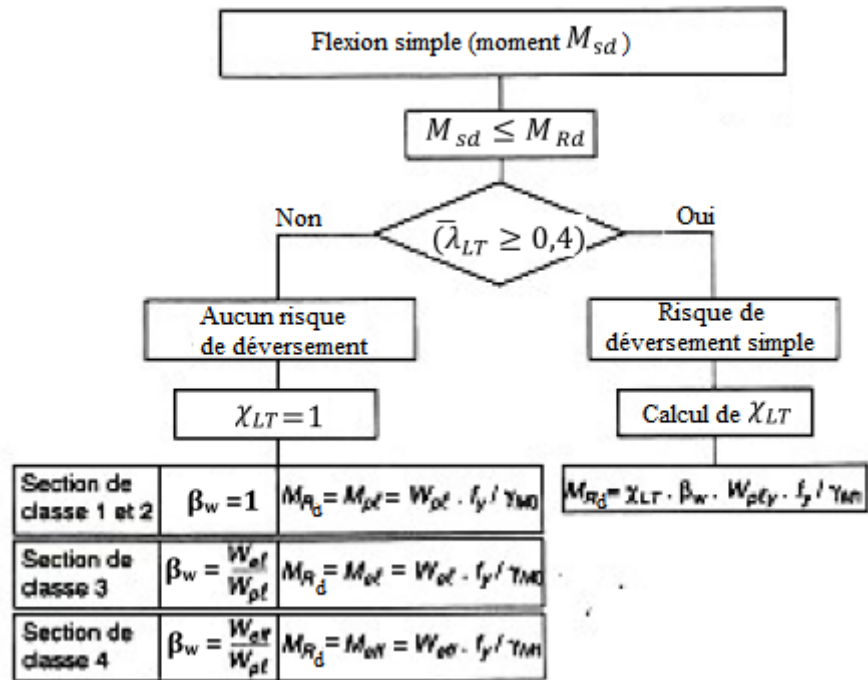 Flexion simple (moment M_sd )
M_sd ≤ M_Rd
Non
Oui
(λ̅_LT ≥ 0,4)
Aucun risque
de déversement
Risque de
déversement simple
χ_LT = 1
Calcul de χ_LT
Section de
classe 1 et 2
β_w = 1
M_Rd = M_pℓ = W_pℓ . f_y / γ_M0
M_Rd = χ_LT . β_w . W_pℓy . f_y / γ_M1
Section de
classe 3
β_w = W_eℓ / W_pℓ
M_Rd = M_eℓ = W_eℓ . f_y / γ_M0
Section de
classe 4
β_w = W_eff / W_pℓ
M_Rd = M_eff = W_eff . f_y / γ_M1